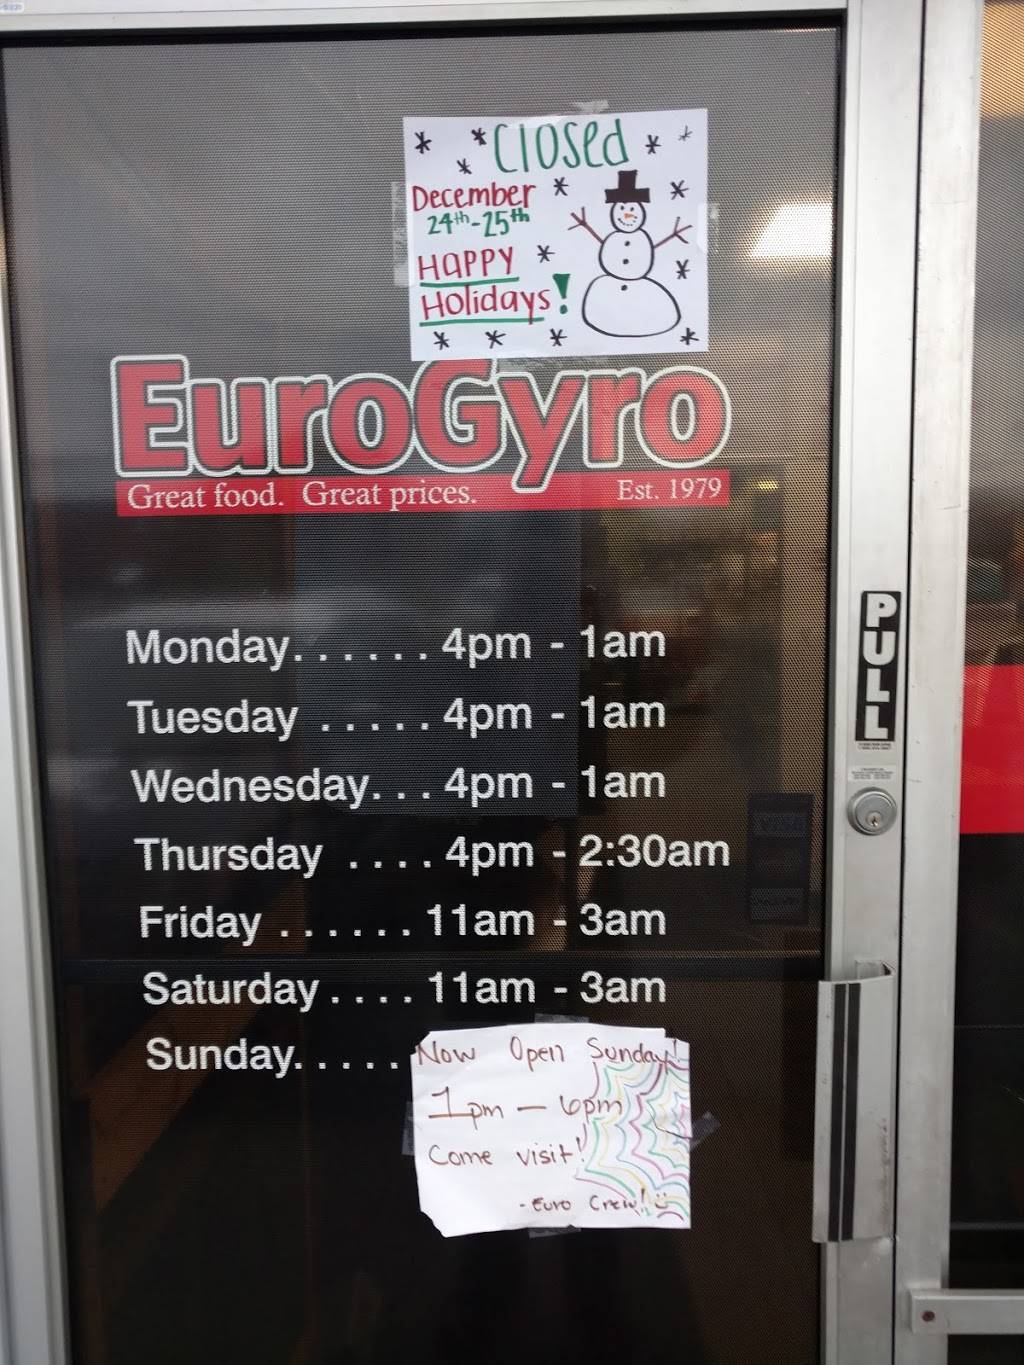 Closed
December
24th-25th
Happy
Holidays!
EuroGyro
Great food. Great prices. Est. 1979
Monday...... 4pm - 1am
Tuesday ..... 4pm - 1am
Wednesday... 4pm - 1am
Thursday .... 4pm - 2:30am
Friday ...... 11am - 3am
Saturday .... 11am - 3am
Sunday.....
Now Open Sunday!
1pm — 6pm
Come visit!
- Euro Crew!
PULL